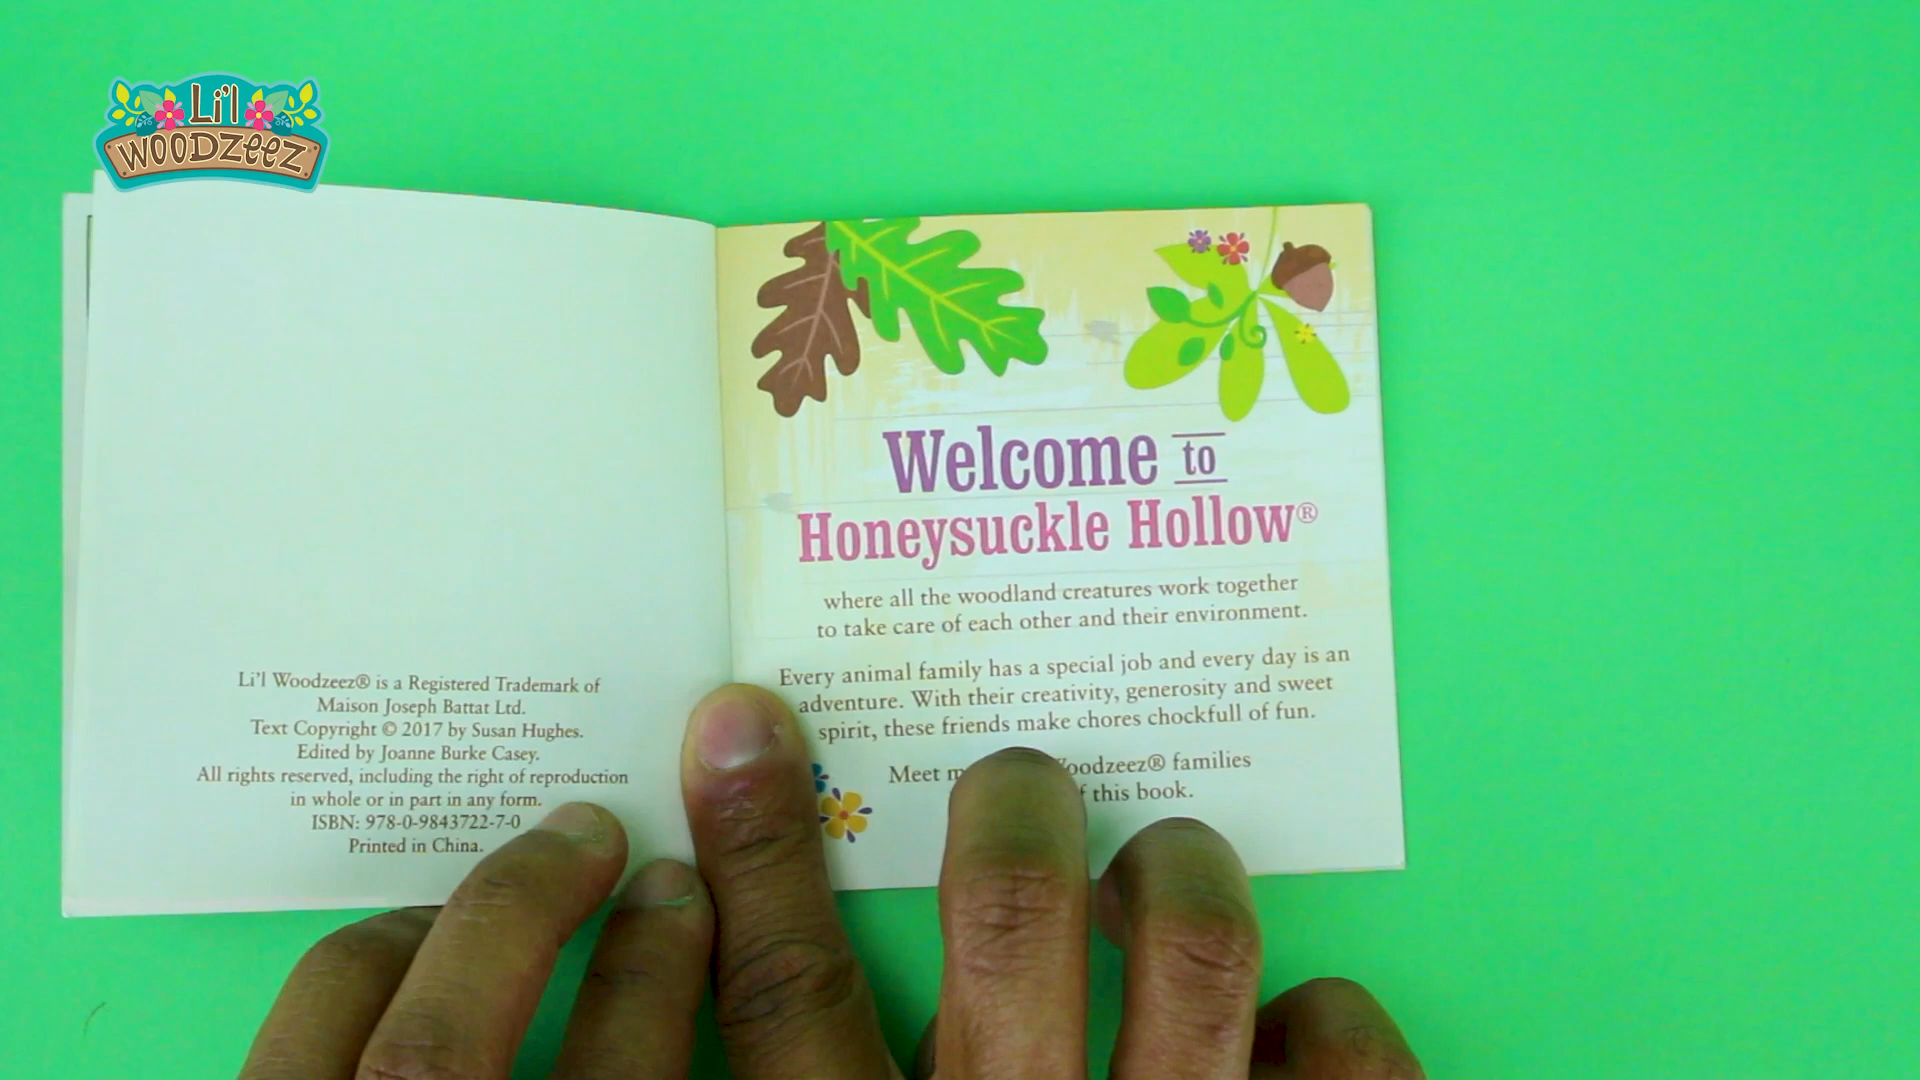 Li'l
WOODZEEZ
Li'l Woodzeez® is a Registered Trademark of
Maison Joseph Battat Ltd.
Text Copyright © 2017 by Susan Hughes.
Edited by Joanne Burke Casey.
All rights reserved, including the right of reproduction
in whole or in part in any form.
ISBN: 978-0-9843722-7-0
Printed in China.
Welcome to
Honeysuckle Hollow®
where all the woodland creatures work together
to take care of each other and their environment.
Every animal family has a special job and every day is an
adventure. With their creativity, generosity and sweet
spirit, these friends make chores chockfull of fun.
Meet oodzeez® families
this book.